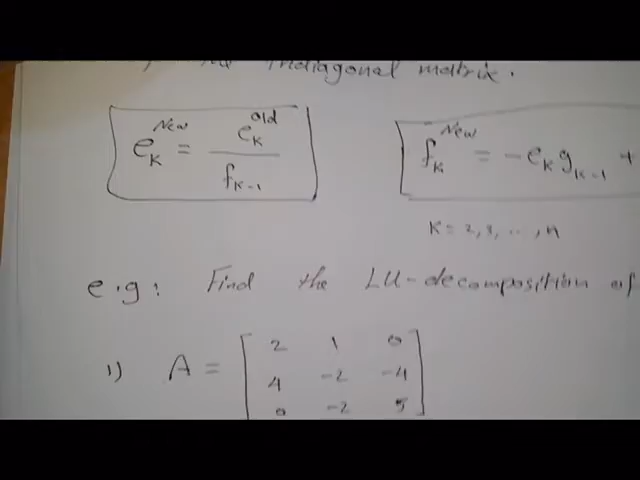 the Tridiagonal matrix.
e_k^New = e_k^old / f_{k-1}
f_k^New = -e_k g_{k-1} +
k = 2, 3, ..., n
e.g: Find the LU-decomposition of
1) A = [ 2 1 0
4 -2 -4
0 -2 5 ]